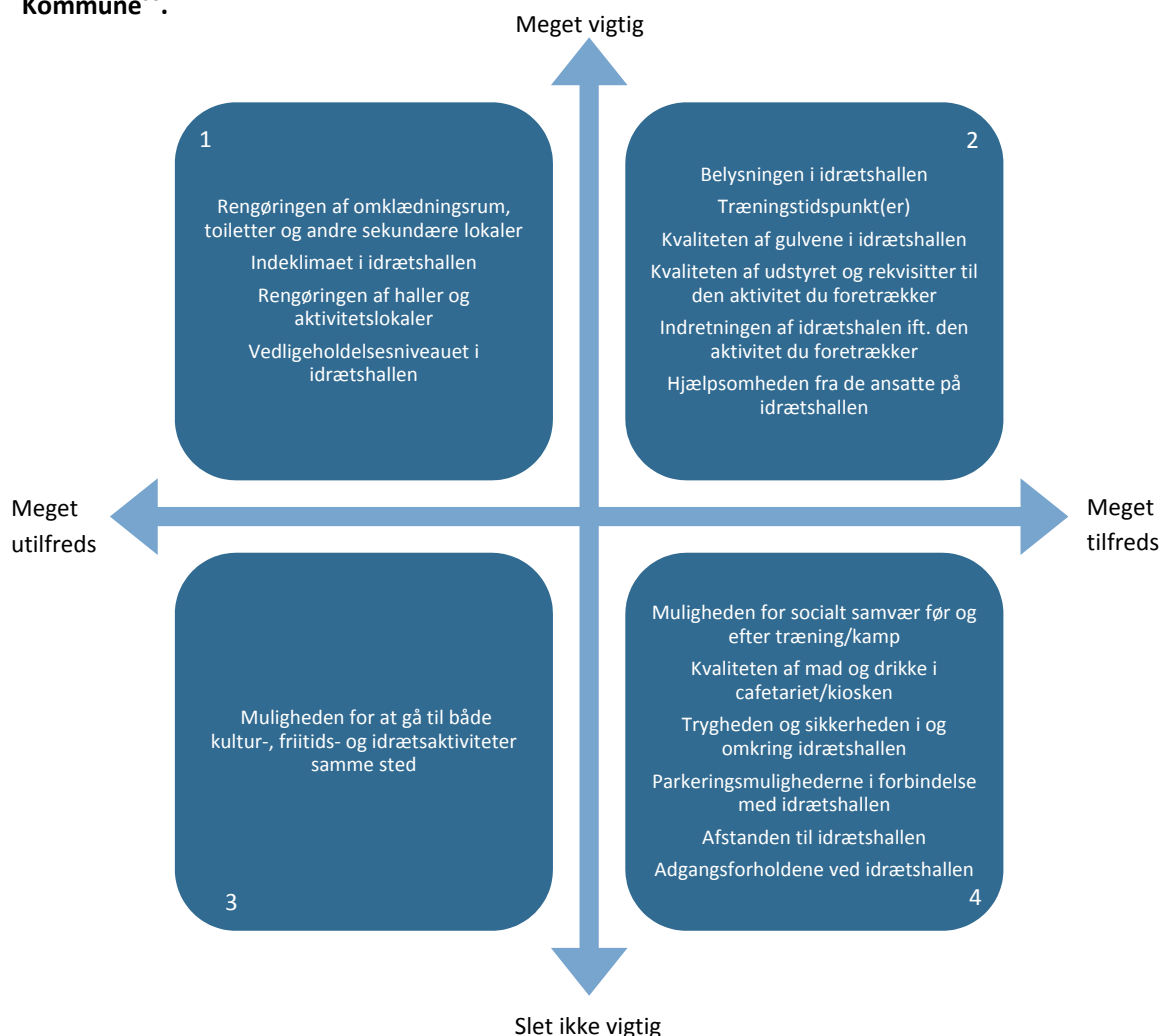 Kommune
Meget vigtig
1
Rengøringen af omklædningsrum,
toiletter og andre sekundære lokaler
Indeklimaet i idrætshallen
Rengøringen af haller og
aktivitetslokaler
Vedligeholdelsesniveauet i
idrætshallen
2
Belysningen i idrætshallen
Træningstidspunkt(er)
Kvaliteten af gulvene i idrætshallen
Kvaliteten af udstyret og rekvisitter til
den aktivitet du foretrækker
Indretningen af idrætshalen ift. den
aktivitet du foretrækker
Hjælpsomheden fra de ansatte på
idrætshallen
Meget
utilfreds
Meget
tilfreds
Muligheden for at gå til både
kultur-, friitids- og idrætsaktiviteter
samme sted
3
Muligheden for socialt samvær før og
efter træning/kamp
Kvaliteten af mad og drikke i
cafetariet/kiosken
Trygheden og sikkerheden i og
omkring idrætshallen
Parkeringsmulighederne i forbindelse
med idrætshallen
Afstanden til idrætshallen
Adgangsforholdene ved idrætshallen
4
Slet ikke vigtig